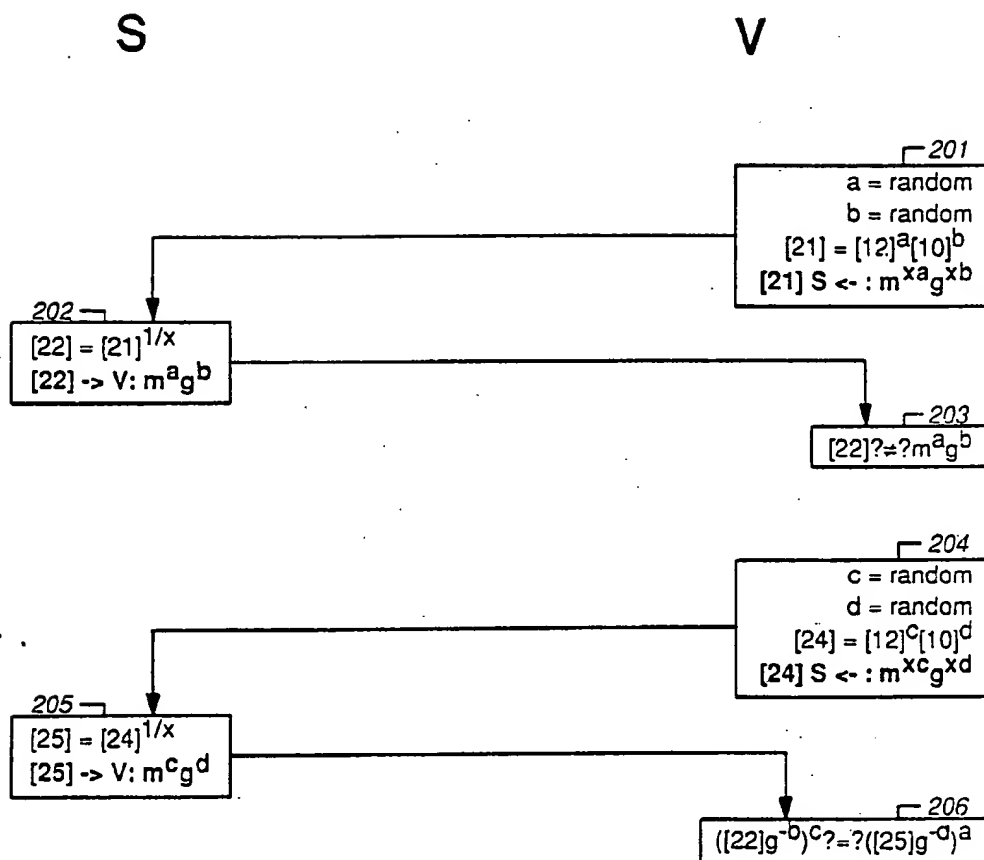 S
V
201
a = random
b = random
[21] = [12]^a[10]^b
[21] S <- : m^xa g^xb
202
[22] = [21]^1/x
[22] -> V: m^a g^b
203
[22]?≠?m^a g^b
204
c = random
d = random
[24] = [12]^c[10]^d
[24] S <- : m^xc g^xd
205
[25] = [24]^1/x
[25] -> V: m^c g^d
206
([22]g^-b)^c?=?([25]g^-d)^a